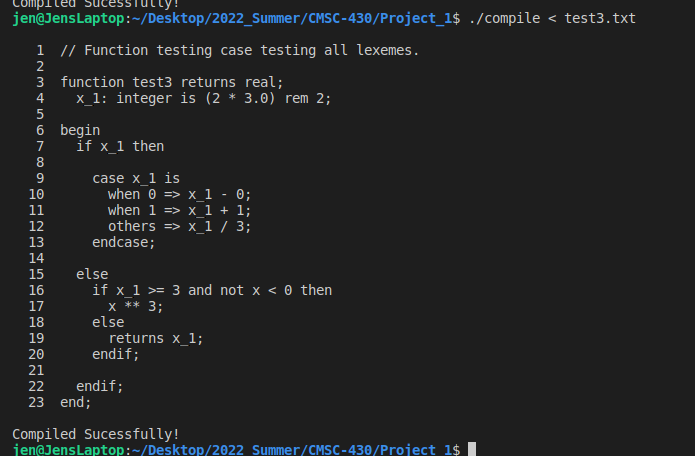 Compiled Sucessfully!
jen@JensLaptop:~/Desktop/2022_Summer/CMSC-430/Project_1$ ./compile < test3.txt
1 // Function testing case testing all lexemes.
2
3 function test3 returns real;
4 x_1: integer is (2 * 3.0) rem 2;
5
6 begin
7 if x_1 then
8
9 case x_1 is
10 when 0 => x_1 - 0;
11 when 1 => x_1 + 1;
12 others => x_1 / 3;
13 endcase;
14
15 else
16 if x_1 >= 3 and not x < 0 then
17 x ** 3;
18 else
19 returns x_1;
20 endif;
21
22 endif;
23 end;
Compiled Sucessfully!
jen@JensLaptop:~/Desktop/2022_Summer/CMSC-430/Project_1$